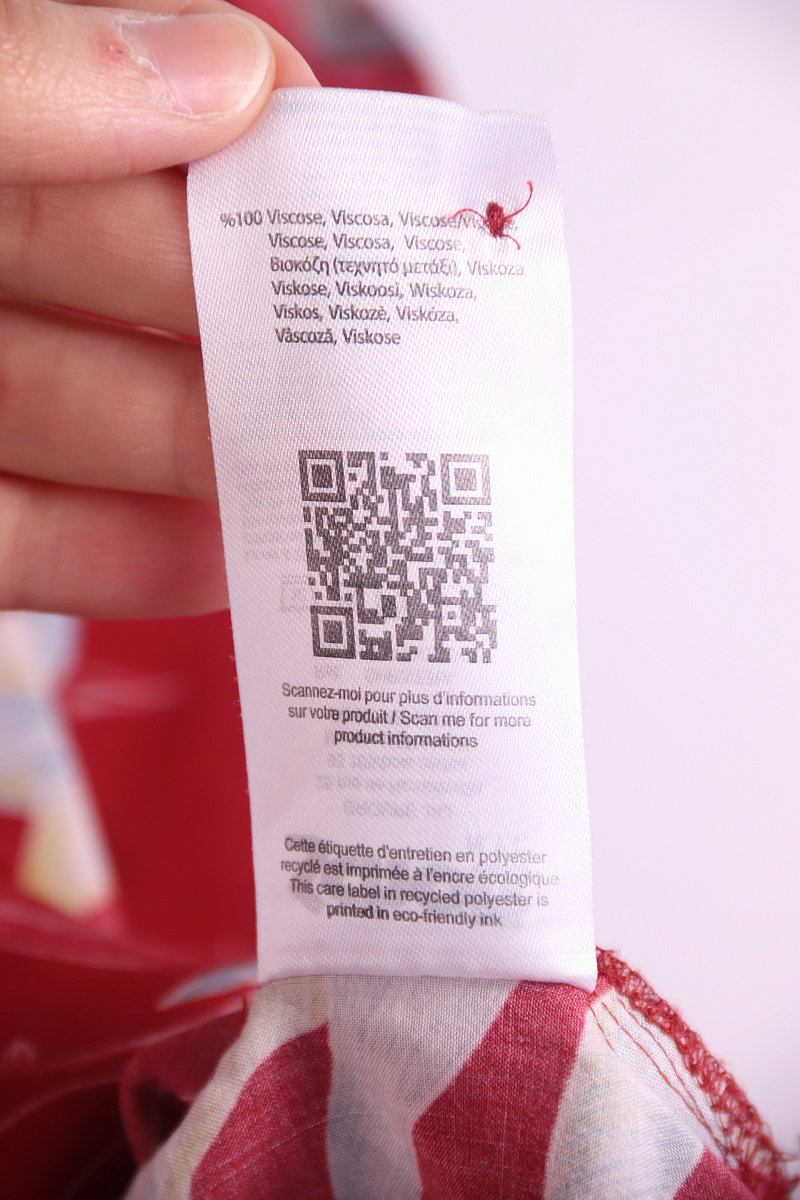 %100 Viscose, Viscosa, Viscose/
Viscose, Viscosa, Viscose,
Βισκόζη (τεχνητό μετάξι), Viskóza
Viskose, Viskoosi, Wiskoza,
Viskos, Viskozė, Viskóza,
Vâscoză, Viskose
Scannez-moi pour plus d'informations
sur votre produit / Scan me for more
product informations
Cette étiquette d'entretien en polyester
recyclé est imprimée à l'encre écologique
This care label in recycled polyester is
printed in eco-friendly ink